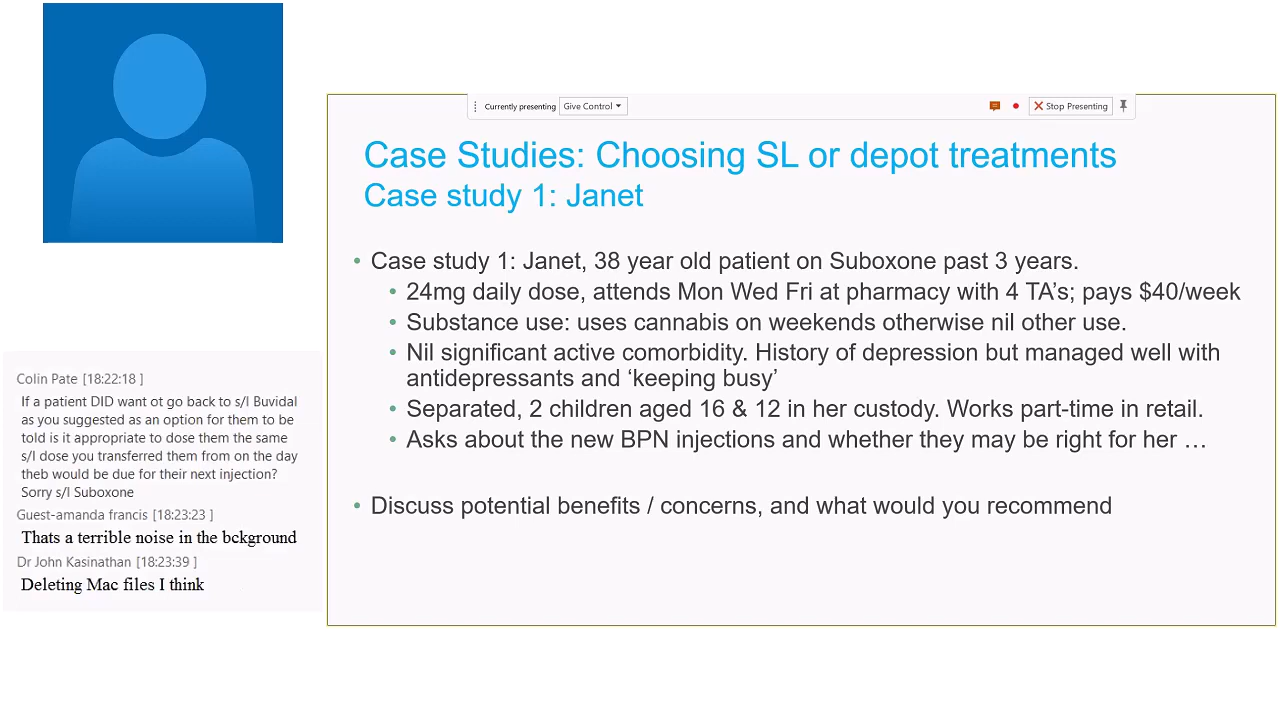 Currently presenting
Give Control
Stop Presenting
Case Studies: Choosing SL or depot treatments
Case study 1: Janet
• Case study 1: Janet, 38 year old patient on Suboxone past 3 years.
• 24mg daily dose, attends Mon Wed Fri at pharmacy with 4 TA's; pays $40/week
• Substance use: uses cannabis on weekends otherwise nil other use.
• Nil significant active comorbidity. History of depression but managed well with
antidepressants and ‘keeping busy’
• Separated, 2 children aged 16 & 12 in her custody. Works part-time in retail.
• Asks about the new BPN injections and whether they may be right for her …
• Discuss potential benefits / concerns, and what would you recommend
Colin Pate [18:22:18 ]
If a patient DID want ot go back to s/l Buvidal
as you suggested as an option for them to be
told is it appropriate to dose them the same
s/l dose you transferred them from on the day
theb would be due for their next injection?
Sorry s/l Suboxone
Guest-amanda francis [18:23:23 ]
Thats a terrible noise in the bckground
Dr John Kasinathan [18:23:39 ]
Deleting Mac files I think